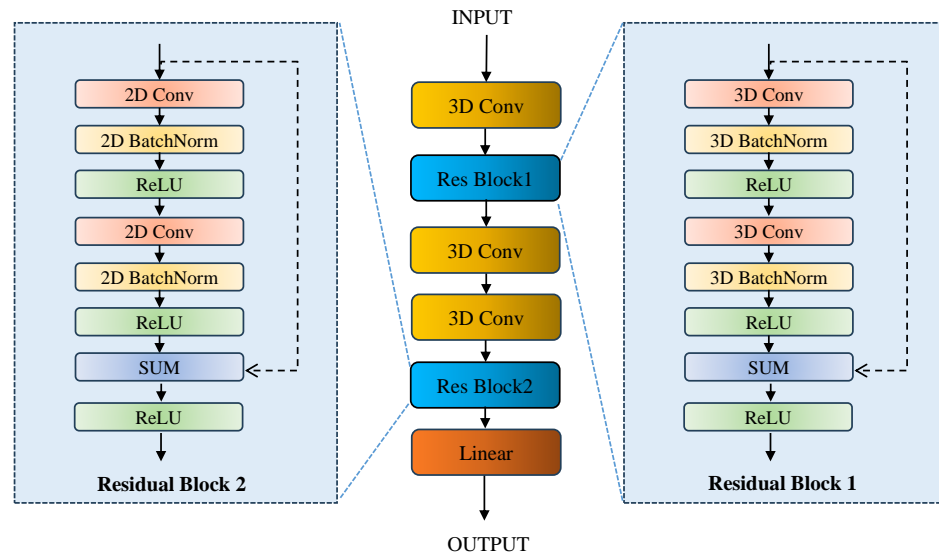 2D Conv
2D BatchNorm
ReLU
2D Conv
2D BatchNorm
ReLU
SUM
ReLU
Residual Block 2
INPUT
3D Conv
Res Block1
3D Conv
3D Conv
Res Block2
Linear
OUTPUT
3D Conv
3D BatchNorm
ReLU
3D Conv
3D BatchNorm
ReLU
SUM
ReLU
Residual Block 1